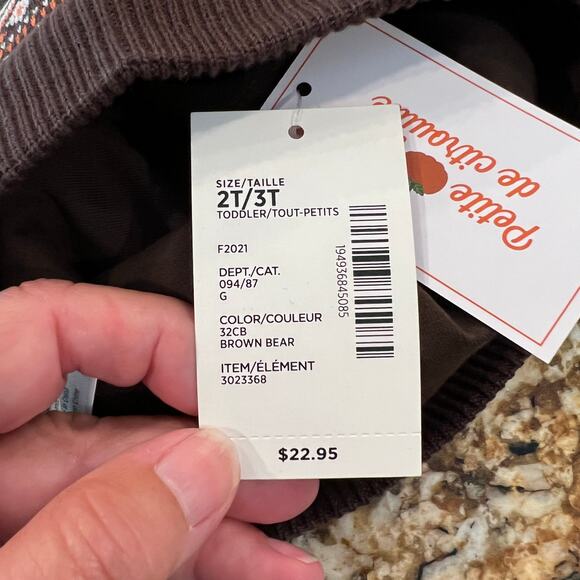 SIZE/TAILLE
2T/3T
TODDLER/TOUT-PETITS
F2021
DEPT./CAT.
094/87
G
COLOR/COULEUR
32CB
BROWN BEAR
ITEM/ÉLÉMENT
3023368
194936845085
$22.95
Petite
de citrouille